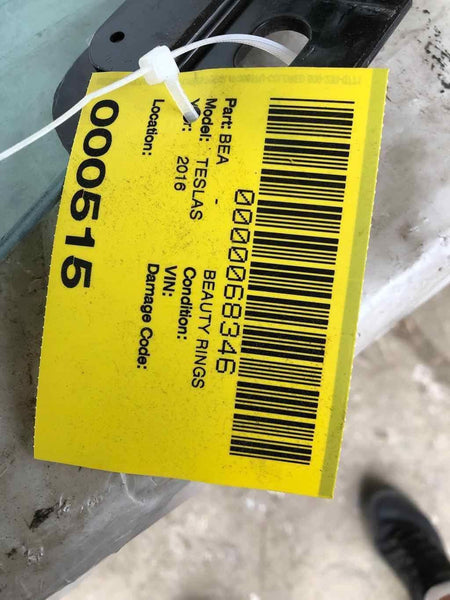 0000068346
Part: BEA - BEAUTY RINGS
Model: TESLAS Condition:
2016 VIN:
Location: Damage Code:
000515